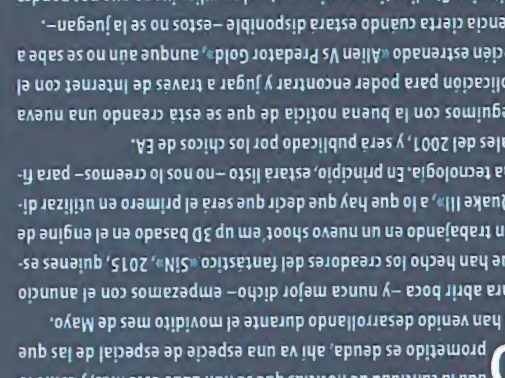 prometido es deuda, ahí va una especie de especial de las que
han venido desarrollando durante el movidito mes de Mayo.
ara abrir boca –y nunca mejor dicho– empezamos con el anuncio
que han hecho los creadores del fantástico «SiN», 2015, quienes es-
án trabajando en un nuevo shoot'em up 3D basado en el engine de
Quake III», a lo que hay que decir que será el primero en utilizar di-
ha tecnología. En principio, estará listo –no nos lo creemos– para fi-
ales del 2001, y será publicado por los chicos de EA.
eguimos con la buena noticia de que se está creando una nueva
plicación para poder encontrar y jugar a través de Internet con el
cién estrenado «Alien Vs Predator Gold», aunque aún no se sabe a
encia cierta cuándo estará disponible –estos no se la juegan–.